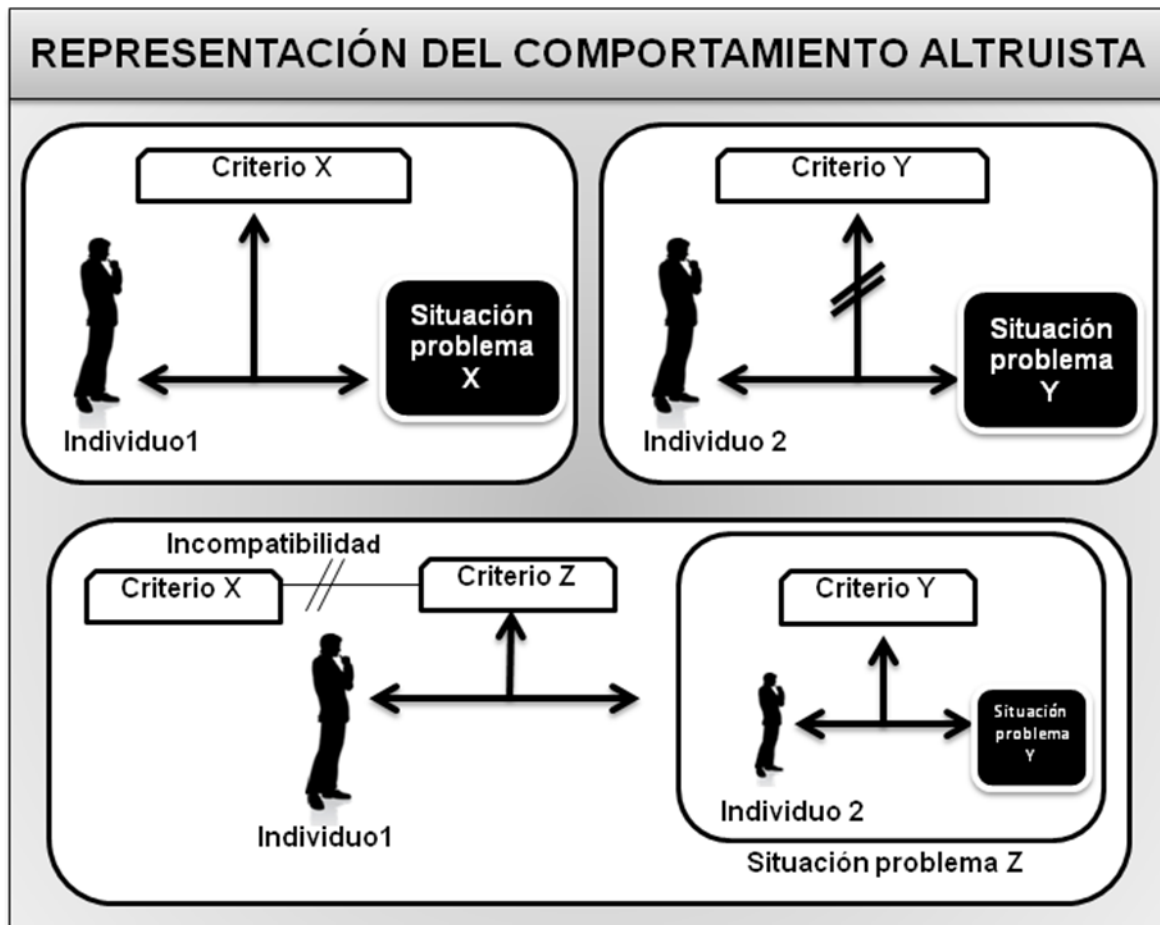 REPRESENTACIÓN DEL COMPORTAMIENTO ALTRUISTA
Criterio X
Situación
problema
X
Individuo1
Criterio Y
Situación
problema
Y
Individuo 2
Incompatibilidad
Criterio X
Criterio Z
Individuo1
Criterio Y
Situación
problema
Y
Individuo 2
Situación problema Z